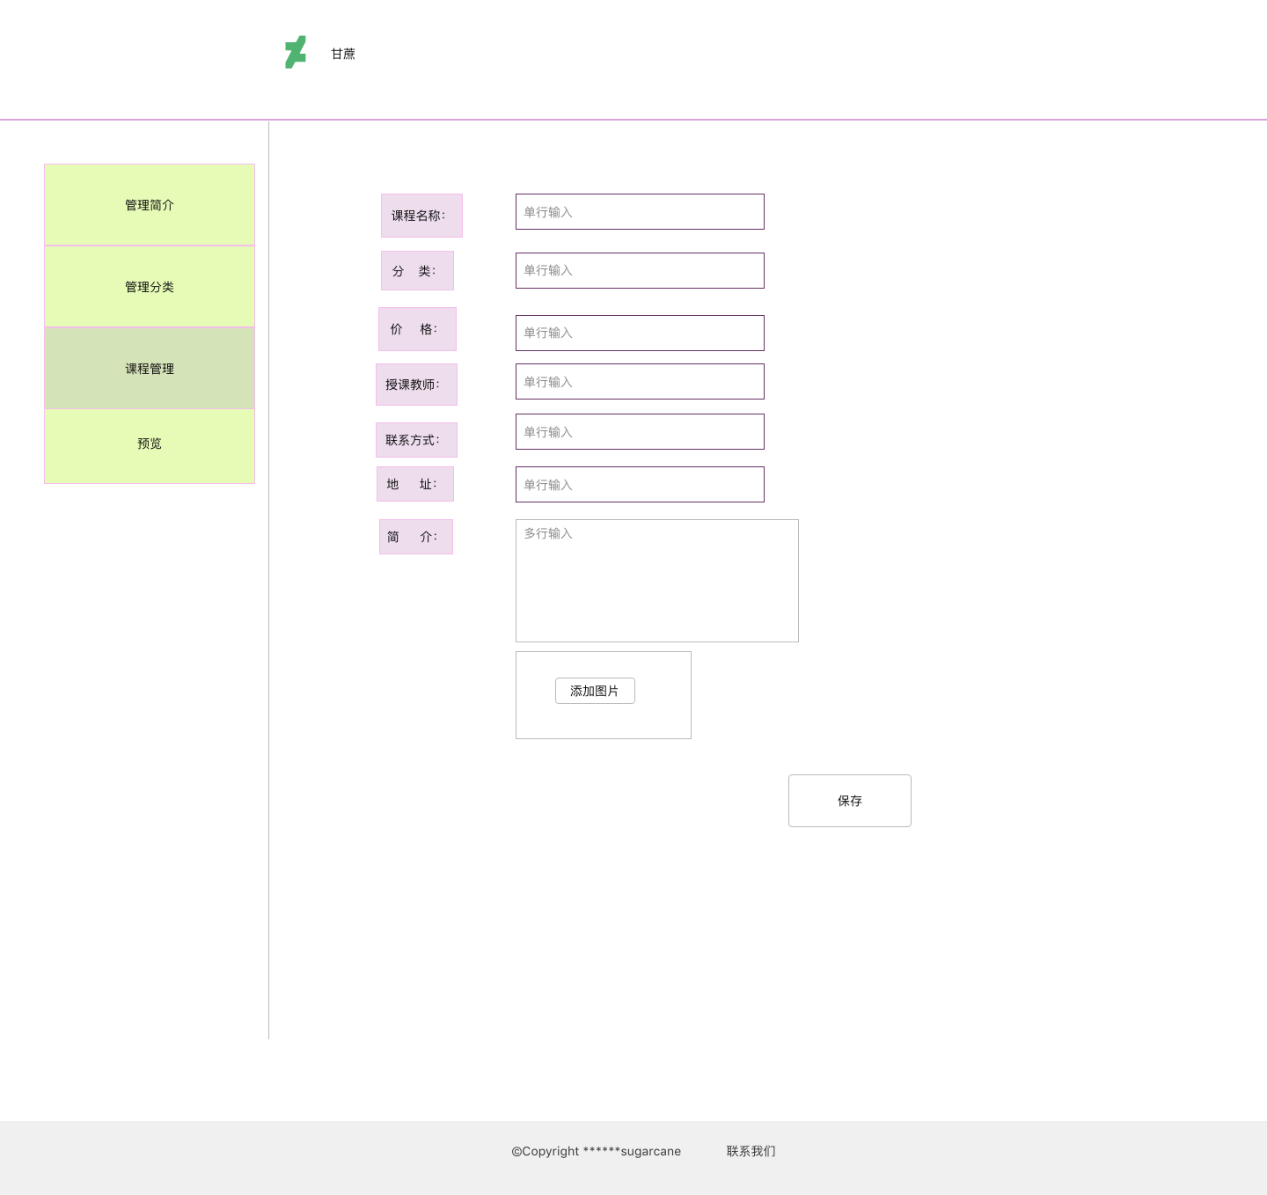 甘蔗
管理简介
管理分类
课程管理
预览
课程名称: 单行输入
分 类: 单行输入
价 格: 单行输入
授课教师: 单行输入
联系方式: 单行输入
地 址: 单行输入
简 介: 多行输入
添加图片
保存
©Copyright ******sugarcane 联系我们